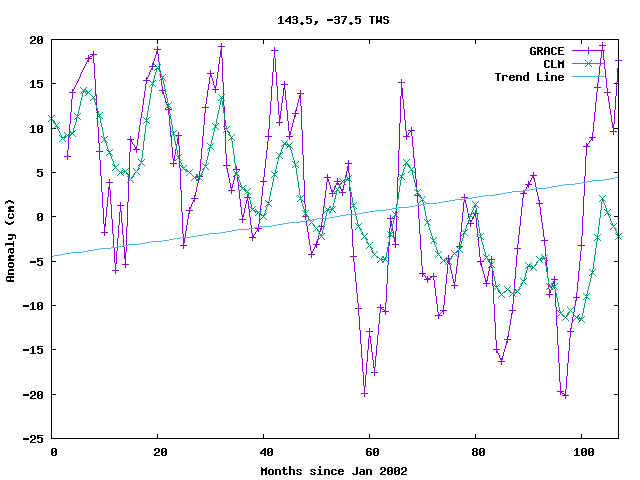 143.5, -37.5 TWS
GRACE
CLM
Trend Line
20
15
10
5
0
-5
-10
-15
-20
-25
Anomaly (cm)
0 20 40 60 80 100
Months since Jan 2002